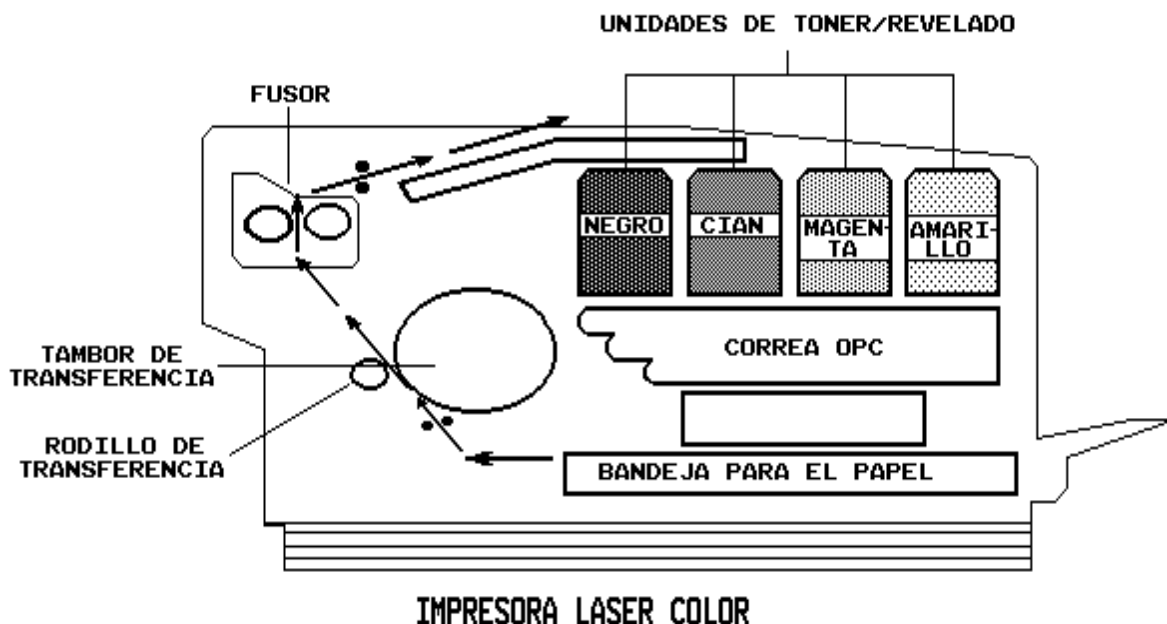 UNIDADES DE TONER/REVELADO
FUSOR
NEGRO
CIAN
MAGEN-
TA
AMARI-
LLO
CORREA OPC
TAMBOR DE
TRANSFERENCIA
RODILLO DE
TRANSFERENCIA
BANDEJA PARA EL PAPEL
IMPRESORA LASER COLOR